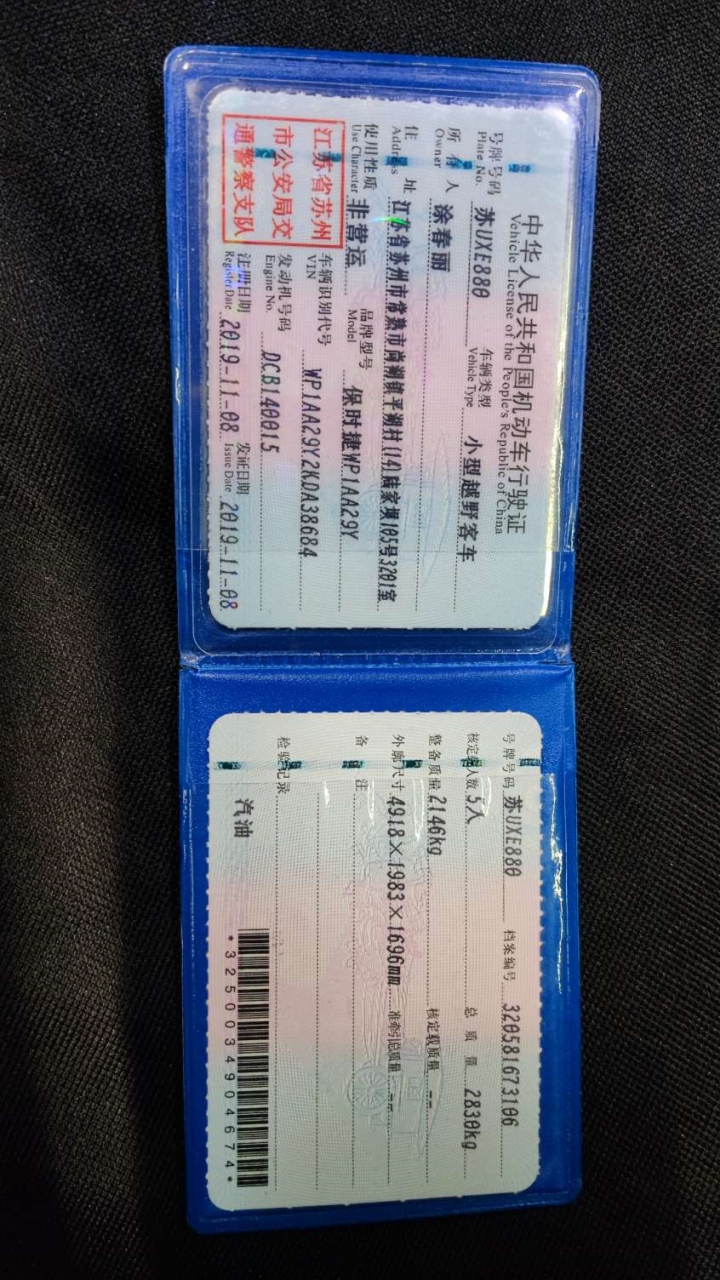 中华人民共和国机动车行驶证
Vehicle License of the People's Republic of China
号牌号码 苏UXE880 车辆类型 小型越野客车
Plate No. Vehicle Type
所有人 涂春丽
Owner
住址 江苏省苏州市常熟市尚湖镇平湖村(14)陆家坝105号3201室
Address
使用性质 非营运 品牌型号 保时捷WP1AA29Y
Use Character Model
江苏省苏州
市公安局交
通警察支队
车辆识别代号 WP1AA29Y2KDA38684
VIN
发动机号码 DCB140015
Engine No.
注册日期 2019-11-08 发证日期 2019-11-08
Register Date Issue Date
号牌号码 苏UXE880 档案编号 320581673106
核定载人数 5人 总质量 2830kg
整备质量 2146kg 核定载质量 --
外廓尺寸 4918×1983×1696mm 准牵引总质量 --
备注
检验记录
汽油
*3250034904674*